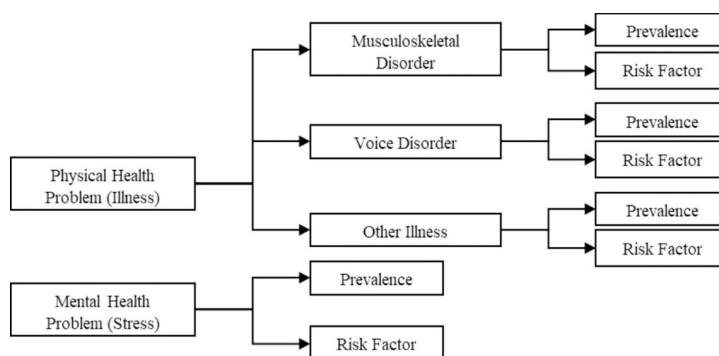 Musculoskeletal
Disorder
Prevalence
Risk Factor
Voice Disorder
Prevalence
Risk Factor
Physical Health
Problem (Illness)
Other Illness
Prevalence
Risk Factor
Mental Health
Problem (Stress)
Prevalence
Risk Factor